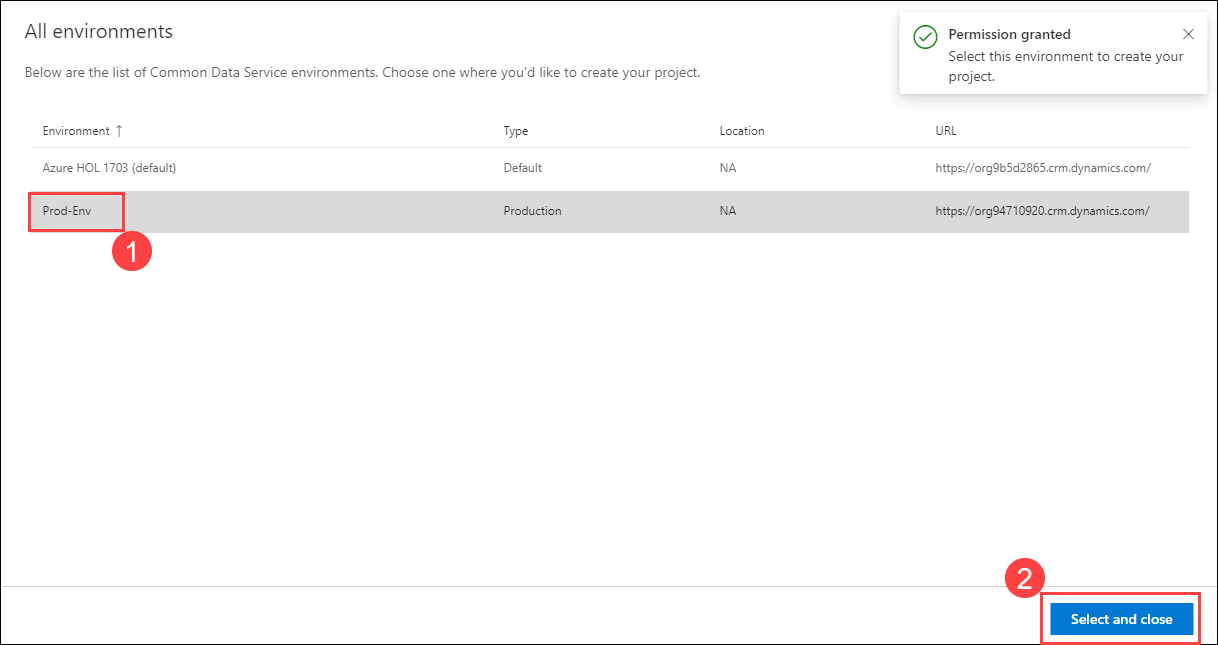 All environments
Permission granted
Select this environment to create your
project.
Below are the list of Common Data Service environments. Choose one where you'd like to create your project.
Environment ↑ Type Location URL
Azure HOL 1703 (default) Default NA https://org9b5d2865.crm.dynamics.com/
Prod-Env Production NA https://org94710920.crm.dynamics.com/
1
2
Select and close